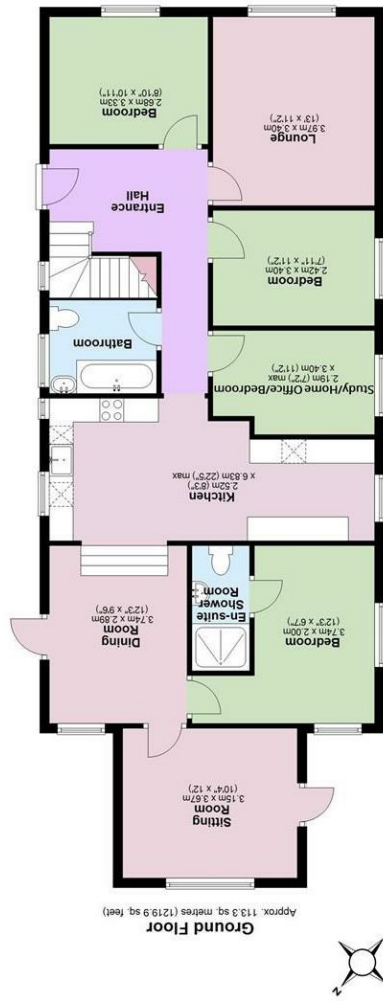 N
Ground Floor
Approx. 113.3 sq. metres (1219.9 sq. feet)
Sitting
Room
3.15m x 3.67m
(10'4" x 12')
Bedroom
3.74m x 2.00m
(12'3" x 6'7")
En-suite
Shower
Room
Dining
Room
3.74m x 2.89m
(12'3" x 9'6")
Kitchen
2.52m (8'3")
x 6.83m (22'5") max
Study/Home Office/Bedroom
2.19m (7'2") max
x 3.40m (11'2")
Bathroom
Bedroom
2.42m x 3.40m
(7'11" x 11'2")
Entrance
Hall
Lounge
3.97m x 3.40m
(13' x 11'2")
Bedroom
2.68m x 3.33m
(8'10" x 10'11")